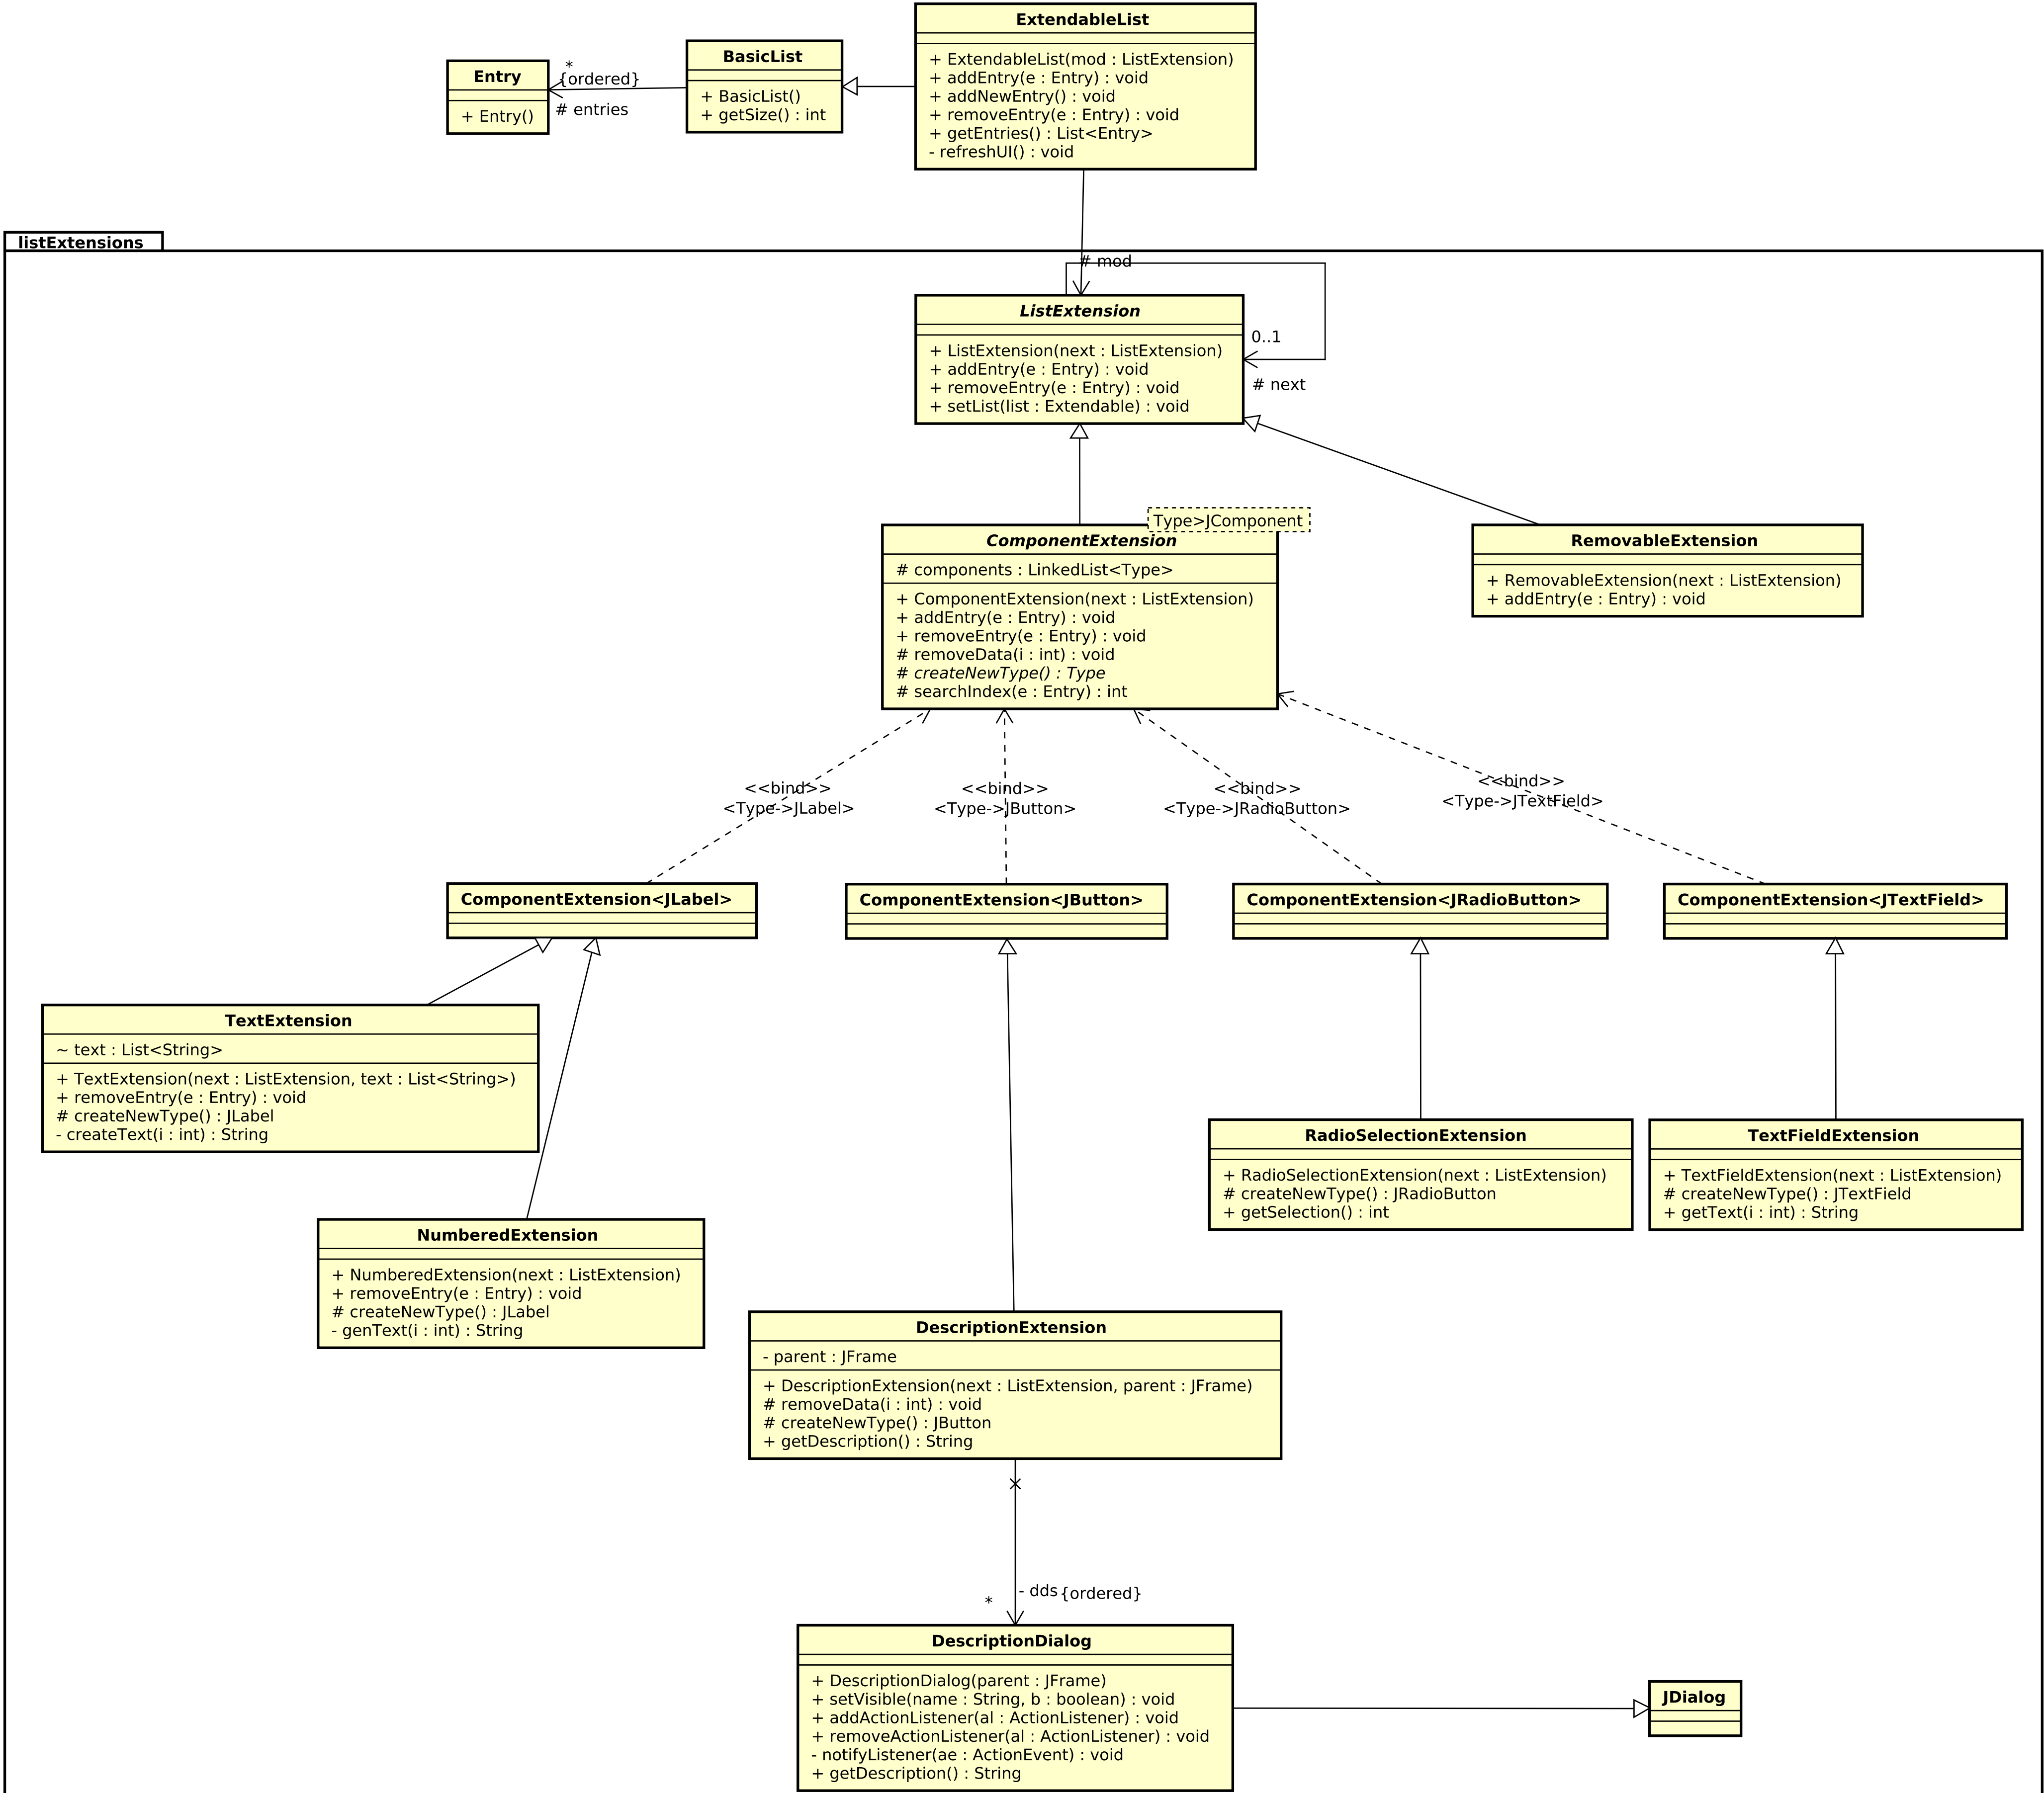 ExtendableList
+ ExtendableList(mod : ListExtension)
+ addEntry(e : Entry) : void
+ addNewEntry() : void
+ removeEntry(e : Entry) : void
+ getEntries() : List<Entry>
- refreshUI() : void
BasicList
+ BasicList()
+ getSize() : int
*
{ordered}
# entries
Entry
+ Entry()
listExtensions
# mod
ListExtension
+ ListExtension(next : ListExtension)
+ addEntry(e : Entry) : void
+ removeEntry(e : Entry) : void
+ setList(list : Extendable) : void
0..1
# next
Type>JComponent
ComponentExtension
# components : LinkedList<Type>
+ ComponentExtension(next : ListExtension)
+ addEntry(e : Entry) : void
+ removeEntry(e : Entry) : void
# removeData(i : int) : void
# createNewType() : Type
# searchIndex(e : Entry) : int
RemovableExtension
+ RemovableExtension(next : ListExtension)
+ addEntry(e : Entry) : void
<<bind>>
<Type->JLabel>
<<bind>>
<Type->JButton>
<<bind>>
<Type->JRadioButton>
<<bind>>
<Type->JTextField>
ComponentExtension<JLabel>
ComponentExtension<JButton>
ComponentExtension<JRadioButton>
ComponentExtension<JTextField>
TextExtension
~ text : List<String>
+ TextExtension(next : ListExtension, text : List<String>)
+ removeEntry(e : Entry) : void
# createNewType() : JLabel
- createText(i : int) : String
RadioSelectionExtension
+ RadioSelectionExtension(next : ListExtension)
# createNewType() : JRadioButton
+ getSelection() : int
TextFieldExtension
+ TextFieldExtension(next : ListExtension)
# createNewType() : JTextField
+ getText(i : int) : String
NumberedExtension
+ NumberedExtension(next : ListExtension)
+ removeEntry(e : Entry) : void
# createNewType() : JLabel
- genText(i : int) : String
DescriptionExtension
- parent : JFrame
+ DescriptionExtension(next : ListExtension, parent : JFrame)
# removeData(i : int) : void
# createNewType() : JButton
+ getDescription() : String
- dds {ordered}
*
DescriptionDialog
+ DescriptionDialog(parent : JFrame)
+ setVisible(name : String, b : boolean) : void
+ addActionListener(al : ActionListener) : void
+ removeActionListener(al : ActionListener) : void
- notifyListener(ae : ActionEvent) : void
+ getDescription() : String
JDialog